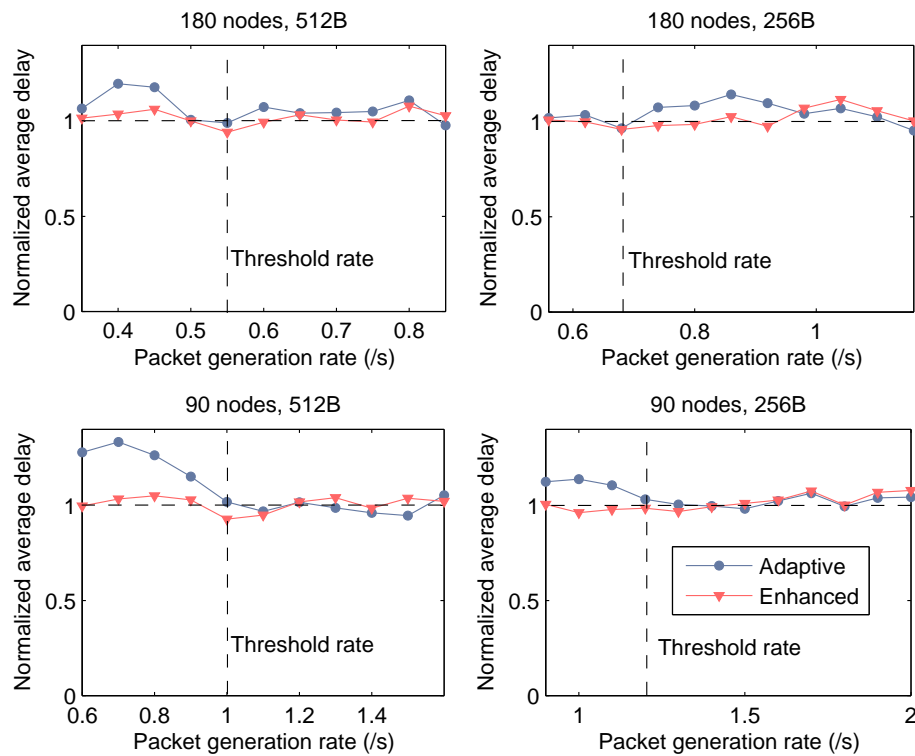 180 nodes, 512B
Normalized average delay
1
0.5
0
Threshold rate
0.4 0.5 0.6 0.7 0.8
Packet generation rate (/s)
180 nodes, 256B
Normalized average delay
1
0.5
0
Threshold rate
0.6 0.8 1
Packet generation rate (/s)
90 nodes, 512B
Normalized average delay
1
0.5
0
Threshold rate
0.6 0.8 1 1.2 1.4
Packet generation rate (/s)
90 nodes, 256B
Normalized average delay
1
0.5
0
Adaptive
Enhanced
Threshold rate
1 1.5 2
Packet generation rate (/s)